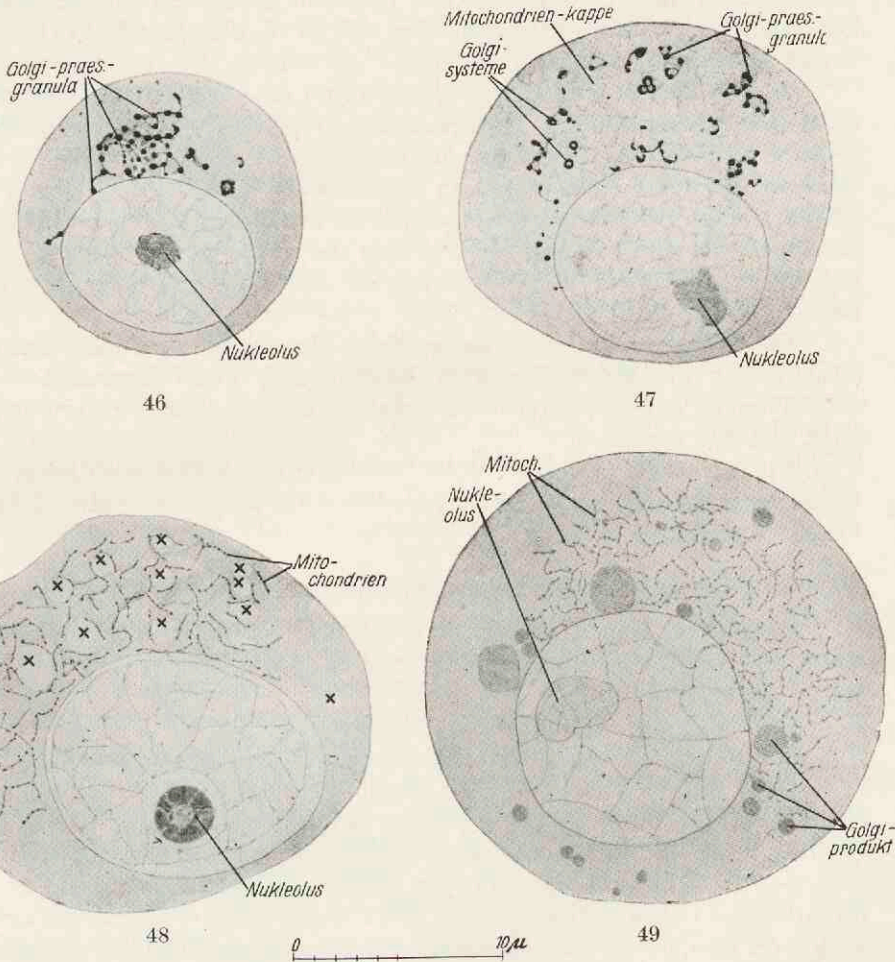 Golgi-praes.-
granula
Nukleolus
46
Mitochondrien-kappe
Golgi-praes.-
granula
Golgi-
systeme
Nukleolus
47
Mito-
chondrien
Nukleolus
48
Mitoch.
Nukle-
olus
Golgi-
produkt
49
0 10 µ